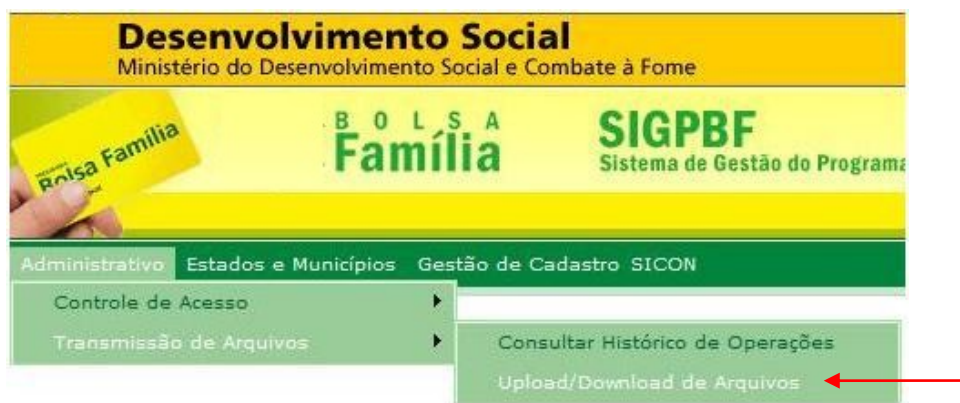 Desenvolvimento Social
Ministério do Desenvolvimento Social e Combate à Fome
Bolsa Família
BOLSA
Família
SIGPBF
Sistema de Gestão do Programa
Administrativo Estados e Municípios Gestão de Cadastro SICON
Controle de Acesso
Transmissão de Arquivos
Consultar Histórico de Operações
Upload/Download de Arquivos